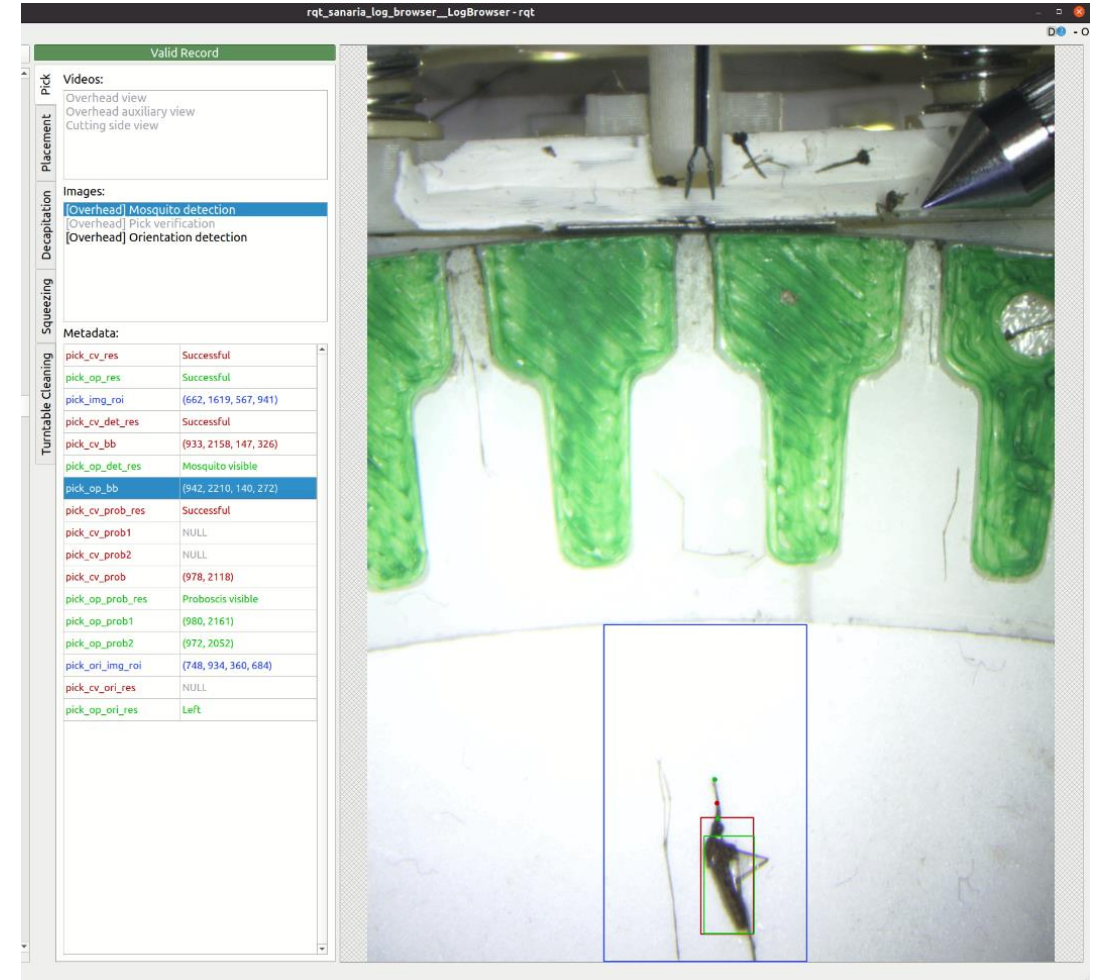 rqt_sanaria_log_browser__LogBrowser - rqt
D - O
Valid Record
Pick
Placement
Decapitation
Squeezing
Turntable Cleaning
Videos:
Overhead view
Overhead auxiliary view
Cutting side view
Images:
[Overhead] Mosquito detection
[Overhead] Pick verification
[Overhead] Orientation detection
Metadata:
pick_cv_res Successful
pick_op_res Successful
pick_img_roi (662, 1619, 567, 941)
pick_cv_det_res Successful
pick_cv_bb (933, 2158, 147, 326)
pick_op_det_res Mosquito visible
pick_op_bb (942, 2210, 140, 272)
pick_cv_prob_res Successful
pick_cv_prob1 NULL
pick_cv_prob2 NULL
pick_cv_prob (978, 2118)
pick_op_prob_res Proboscis visible
pick_op_prob1 (980, 2161)
pick_op_prob2 (972, 2052)
pick_ori_img_roi (748, 934, 360, 684)
pick_cv_ori_res NULL
pick_op_ori_res Left